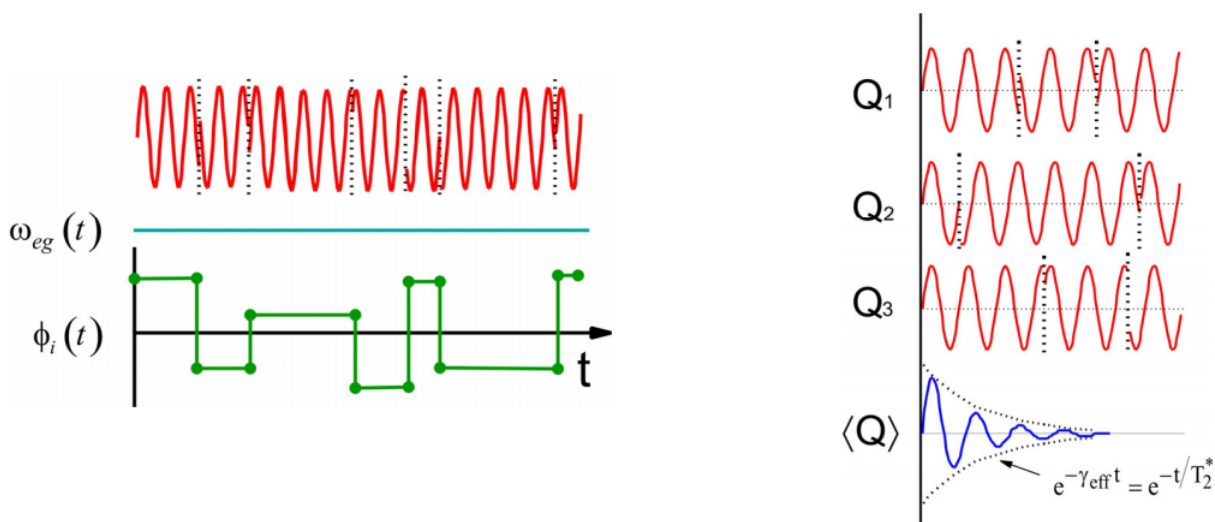 ω_eg (t)
ϕ_i (t)
t
Q₁
Q₂
Q₃
⟨Q⟩
e^{−γ_eff t} = e^{−t/T₂*}